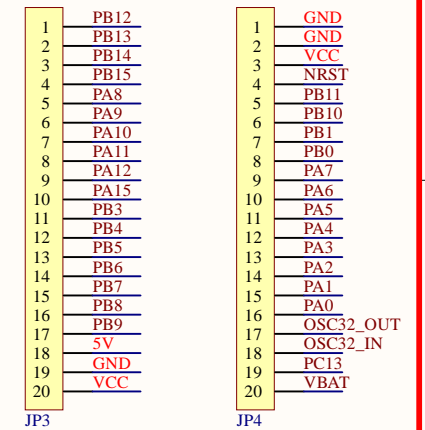 1 PB12
2 PB13
3 PB14
4 PB15
5 PA8
6 PA9
7 PA10
8 PA11
9 PA12
10 PA15
11 PB3
12 PB4
13 PB5
14 PB6
15 PB7
16 PB8
17 PB9
18 5V
19 GND
20 VCC
JP3
1 GND
2 GND
3 VCC
4 NRST
5 PB11
6 PB10
7 PB1
8 PB0
9 PA7
10 PA6
11 PA5
12 PA4
13 PA3
14 PA2
15 PA1
16 PA0
17 OSC32_OUT
18 OSC32_IN
19 PC13
20 VBAT
JP4